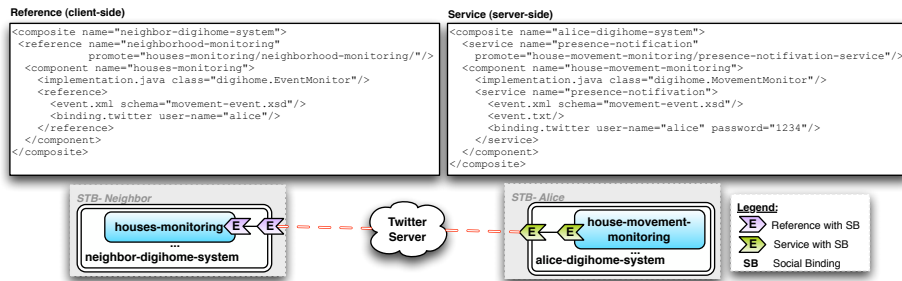 Reference (client-side)
<composite name="neighbor-digihome-system">
<reference name="neighborhood-monitoring"
promote="houses-monitoring/neighborhood-monitoring/"/>
<component name="houses-monitoring">
<implementation.java class="digihome.EventMonitor"/>
<reference>
<event.xml schema="movement-event.xsd"/>
<binding.twitter user-name="alice"/>
</reference>
</component>
</composite>
Service (server-side)
<composite name="alice-digihome-system">
<service name="presence-notification"
promote="house-movement-monitoring/presence-notifivation-service"/>
<component name="house-movement-monitoring">
<implementation.java class="digihome.MovementMonitor"/>
<service name="presence-notifivation">
<event.xml schema="movement-event.xsd"/>
<event.txt/>
<binding.twitter user-name="alice" password="1234"/>
</service>
</component>
</composite>
STB- Neighbor
houses-monitoring
E
E
...
neighbor-digihome-system
Twitter
Server
STB- Alice
E
E
house-movement-
monitoring
...
alice-digihome-system
Legend:
E Reference with SB
E Service with SB
SB Social Binding